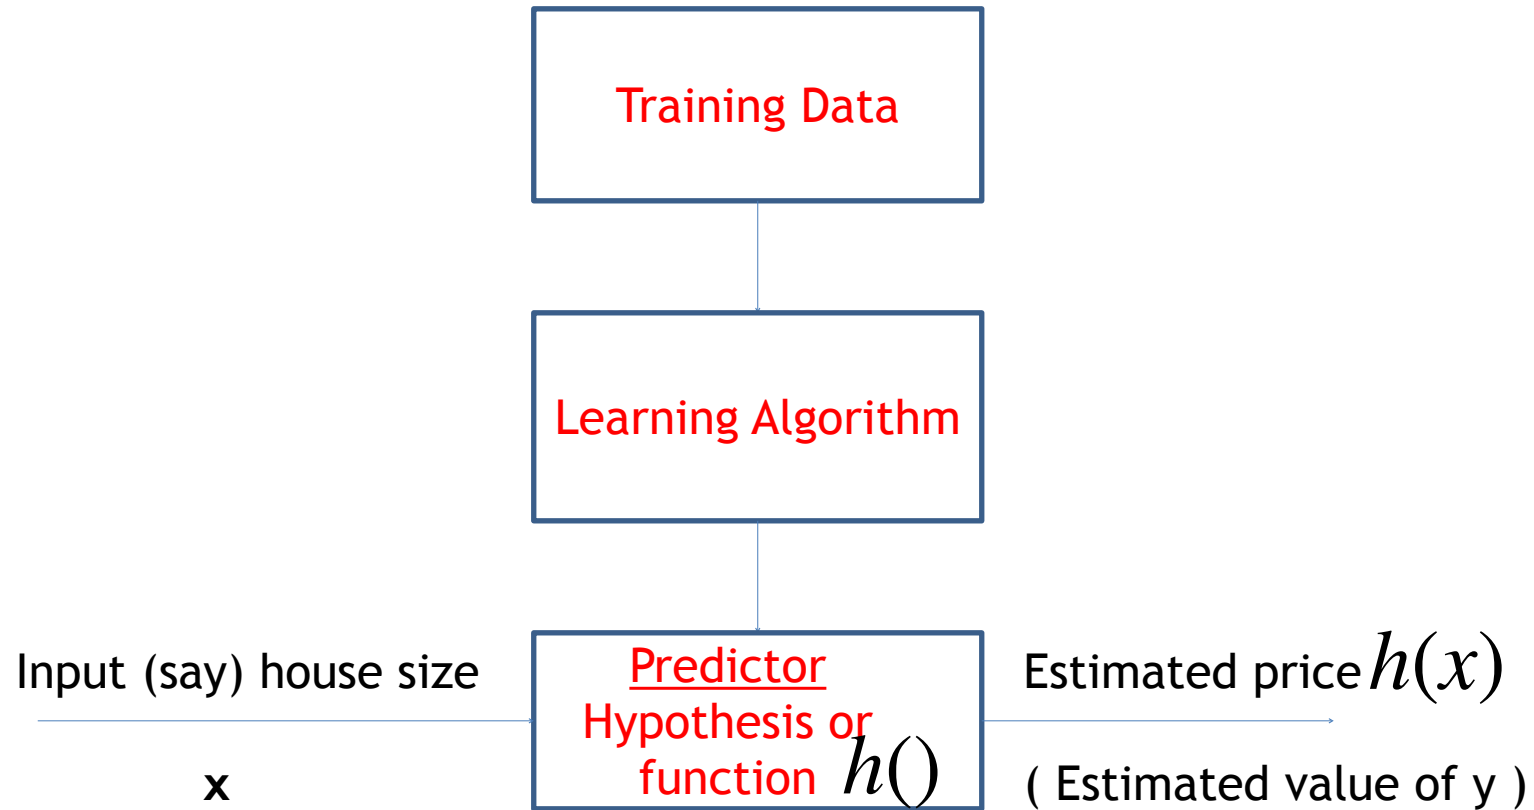 Training Data
Learning Algorithm
Input (say) house size
x
Predictor
Hypothesis or
function h()
Estimated price h(x)
( Estimated value of y )